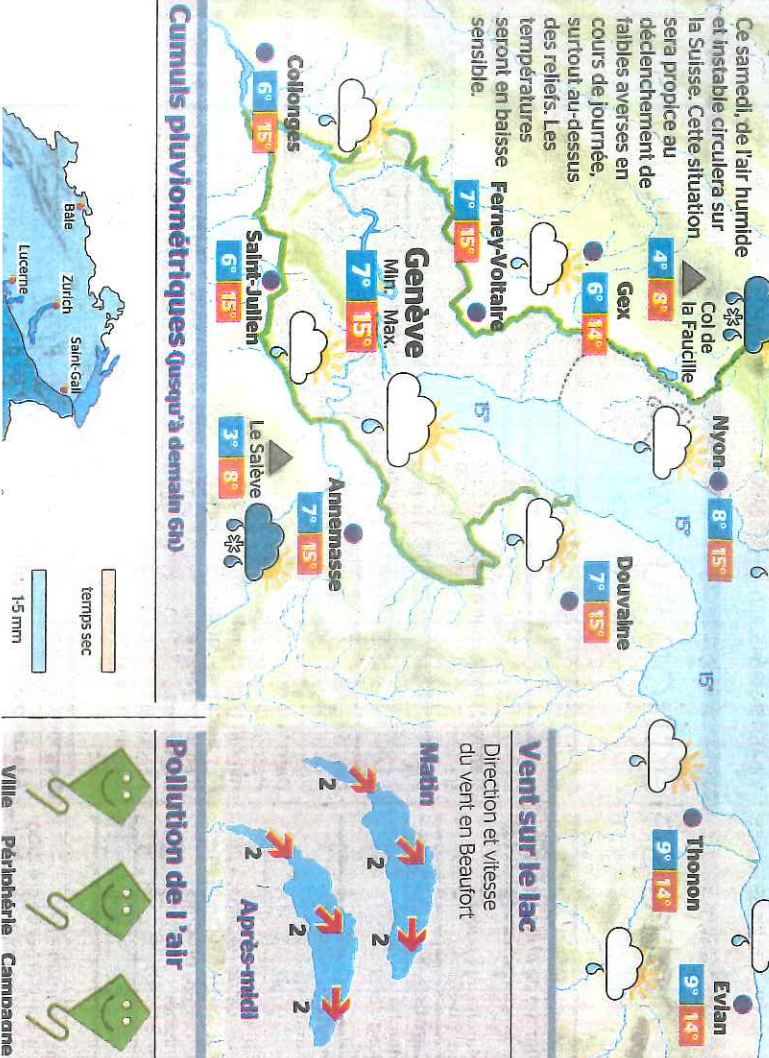 Ce samedi, de l'air humide
et instable circulera sur
la Suisse. Cette situation
sera propice au
déclenchement de
faibles averses en
cours de journée,
surtout au-dessus
des reliefs. Les
températures
seront en baisse
sensible.
Col de
la Faucille
4° 8°
Nyon
8° 15°
15°
15°
Evian
9° 14°
Gex
6° 14°
Thonon
9° 14°
Ferney-Voltaire
7° 15°
15°
Douvaine
7° 15°
Genève
Min. Max.
7° 15°
Collonges
6° 15°
Saint-Julien
6° 15°
Annemasse
7° 15°
Le Salève
3° 8°
Vent sur le lac
Direction et vitesse
du vent en Beaufort
Matin
2
2
2
2
2
2
Après-midi
Cumuls pluviométriques (jusqu'à demain 6h)
Bâle
Zurich
Saint-Gall
Lucerne
temps sec
1-5 mm
Pollution de l'air
Ville Périphérie Campagne